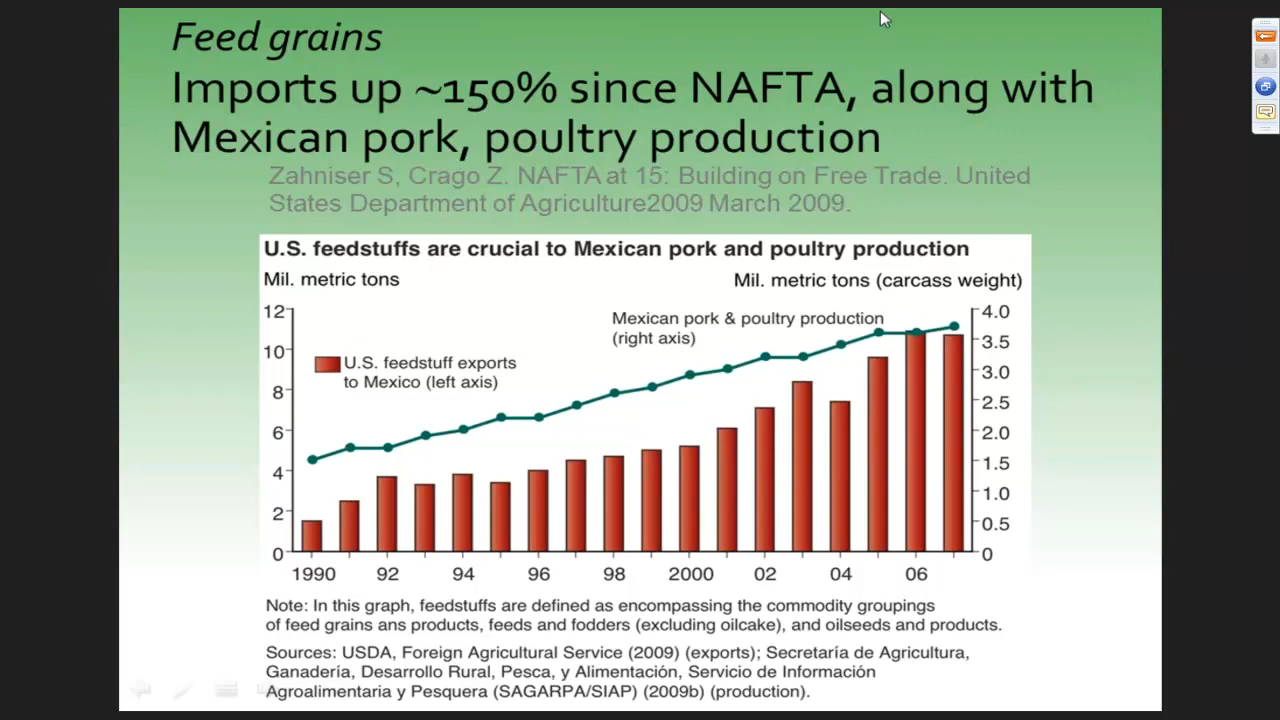 Feed grains
Imports up ~150% since NAFTA, along with
Mexican pork, poultry production
Zahniser S, Crago Z. NAFTA at 15: Building on Free Trade. United
States Department of Agriculture2009 March 2009.
U.S. feedstuffs are crucial to Mexican pork and poultry production
Mil. metric tons
Mil. metric tons (carcass weight)
12
10
8
6
4
2
0
Mexican pork & poultry production
(right axis)
U.S. feedstuff exports
to Mexico (left axis)
4.0
3.5
3.0
2.5
2.0
1.5
1.0
0.5
0
1990 92 94 96 98 2000 02 04 06
Note: In this graph, feedstuffs are defined as encompassing the commodity groupings
of feed grains ans products, feeds and fodders (excluding oilcake), and oilseeds and products.
Sources: USDA, Foreign Agricultural Service (2009) (exports); Secretaría de Agricultura,
Ganadería, Desarrollo Rural, Pesca, y Alimentación, Servicio de Información
Agroalimentaria y Pesquera (SAGARPA/SIAP) (2009b) (production).